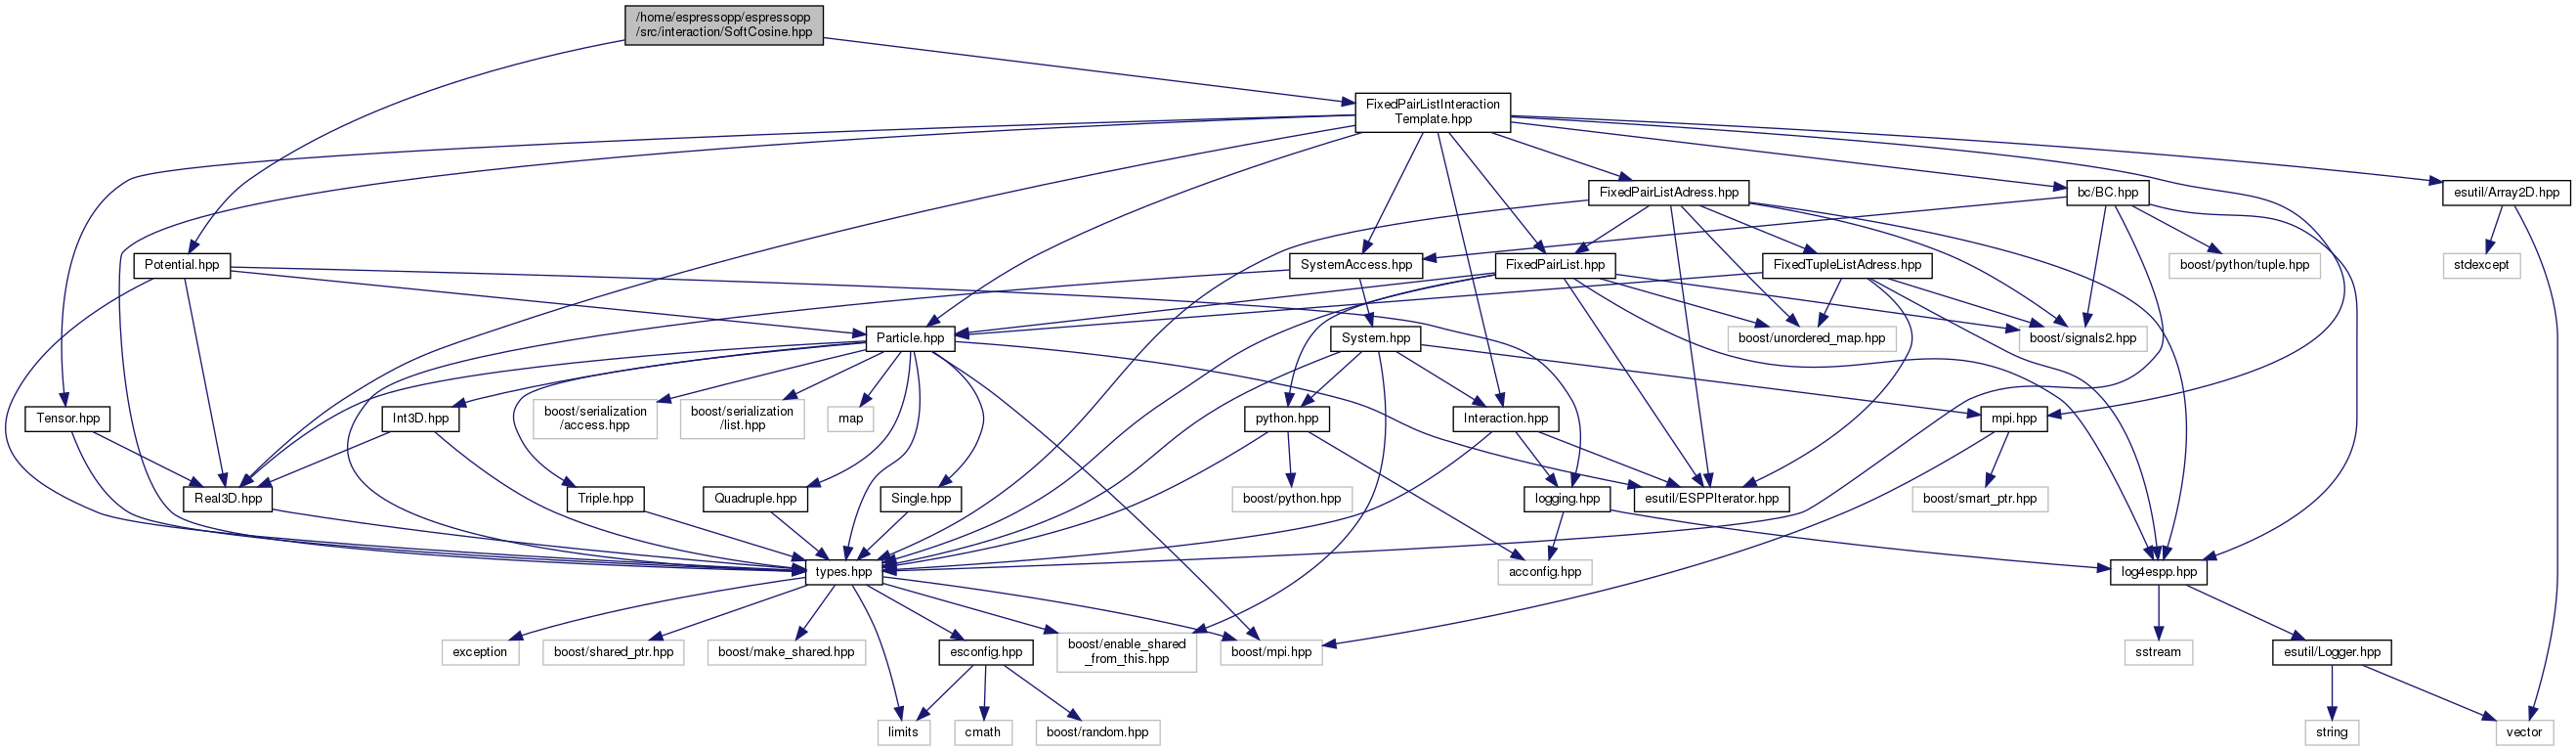 /home/espressopp/espressopp
/src/interaction/SoftCosine.hpp
FixedPairListInteraction
Template.hpp
FixedPairListAdress.hpp
bc/BC.hpp
esutil/Array2D.hpp
Potential.hpp
SystemAccess.hpp
FixedPairList.hpp
FixedTupleListAdress.hpp
boost/python/tuple.hpp
stdexcept
Particle.hpp
System.hpp
boost/unordered_map.hpp
boost/signals2.hpp
Tensor.hpp
Int3D.hpp
boost/serialization
/access.hpp
boost/serialization
/list.hpp
map
python.hpp
Interaction.hpp
mpi.hpp
Real3D.hpp
Triple.hpp
Quadruple.hpp
Single.hpp
boost/python.hpp
logging.hpp
esutil/ESPPIterator.hpp
boost/smart_ptr.hpp
types.hpp
acconfig.hpp
log4espp.hpp
exception
boost/shared_ptr.hpp
boost/make_shared.hpp
esconfig.hpp
boost/enable_shared
_from_this.hpp
boost/mpi.hpp
sstream
esutil/Logger.hpp
limits
cmath
boost/random.hpp
string
vector